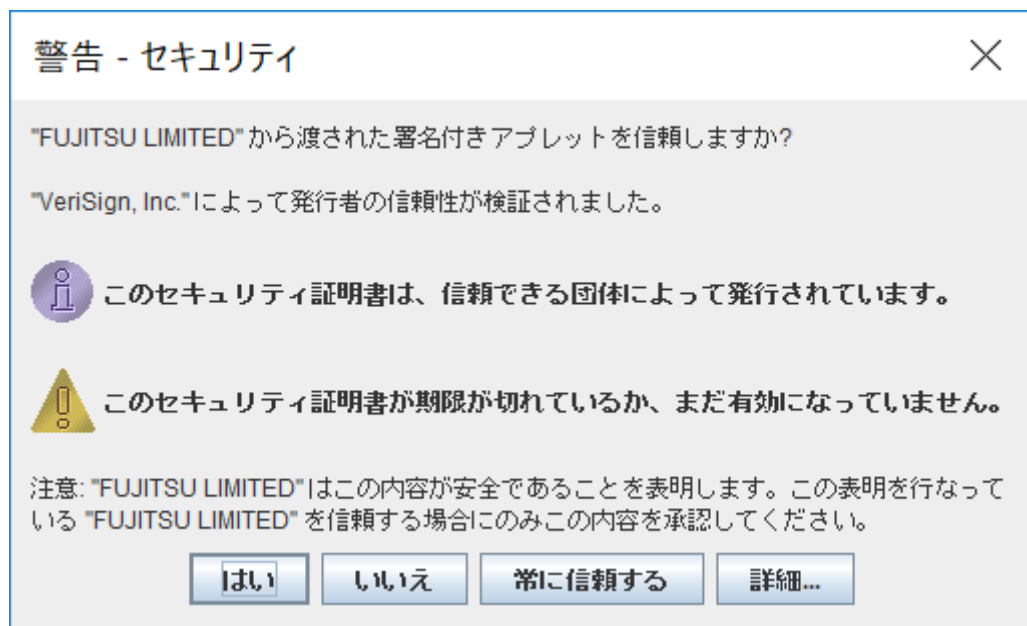 警告 - セキュリティ
"FUJITSU LIMITED"から渡された署名付きアプレットを信頼しますか?
"VeriSign, Inc."によって発行者の信頼性が検証されました。
このセキュリティ証明書は、信頼できる団体によって発行されています。
このセキュリティ証明書が期限が切れているか、まだ有効になっていません。
注意: "FUJITSU LIMITED"はこの内容が安全であることを表明します。この表明を行なって
いる "FUJITSU LIMITED" を信頼する場合にのみこの内容を承認してください。
はい いいえ 常に信頼する 詳細...